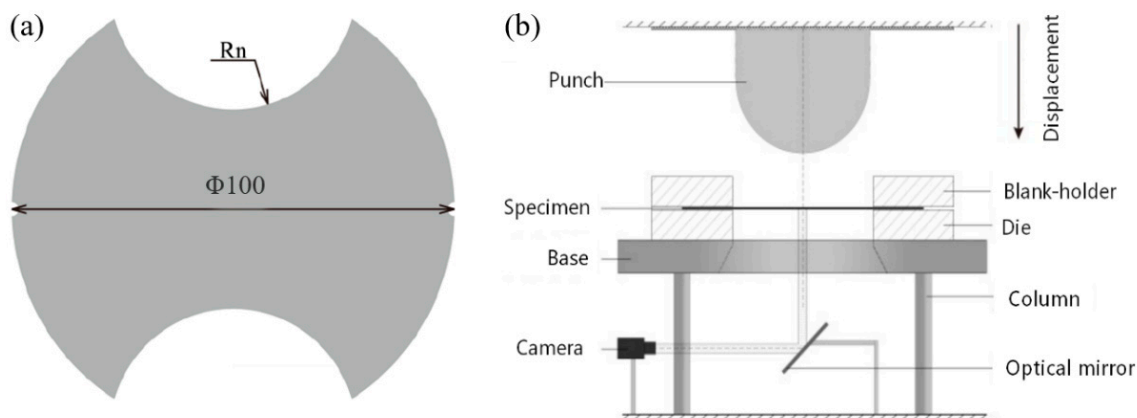 (a)
Rn
Φ100
(b)
Punch
Displacement
Blank-holder
Specimen
Die
Base
Column
Camera
Optical mirror